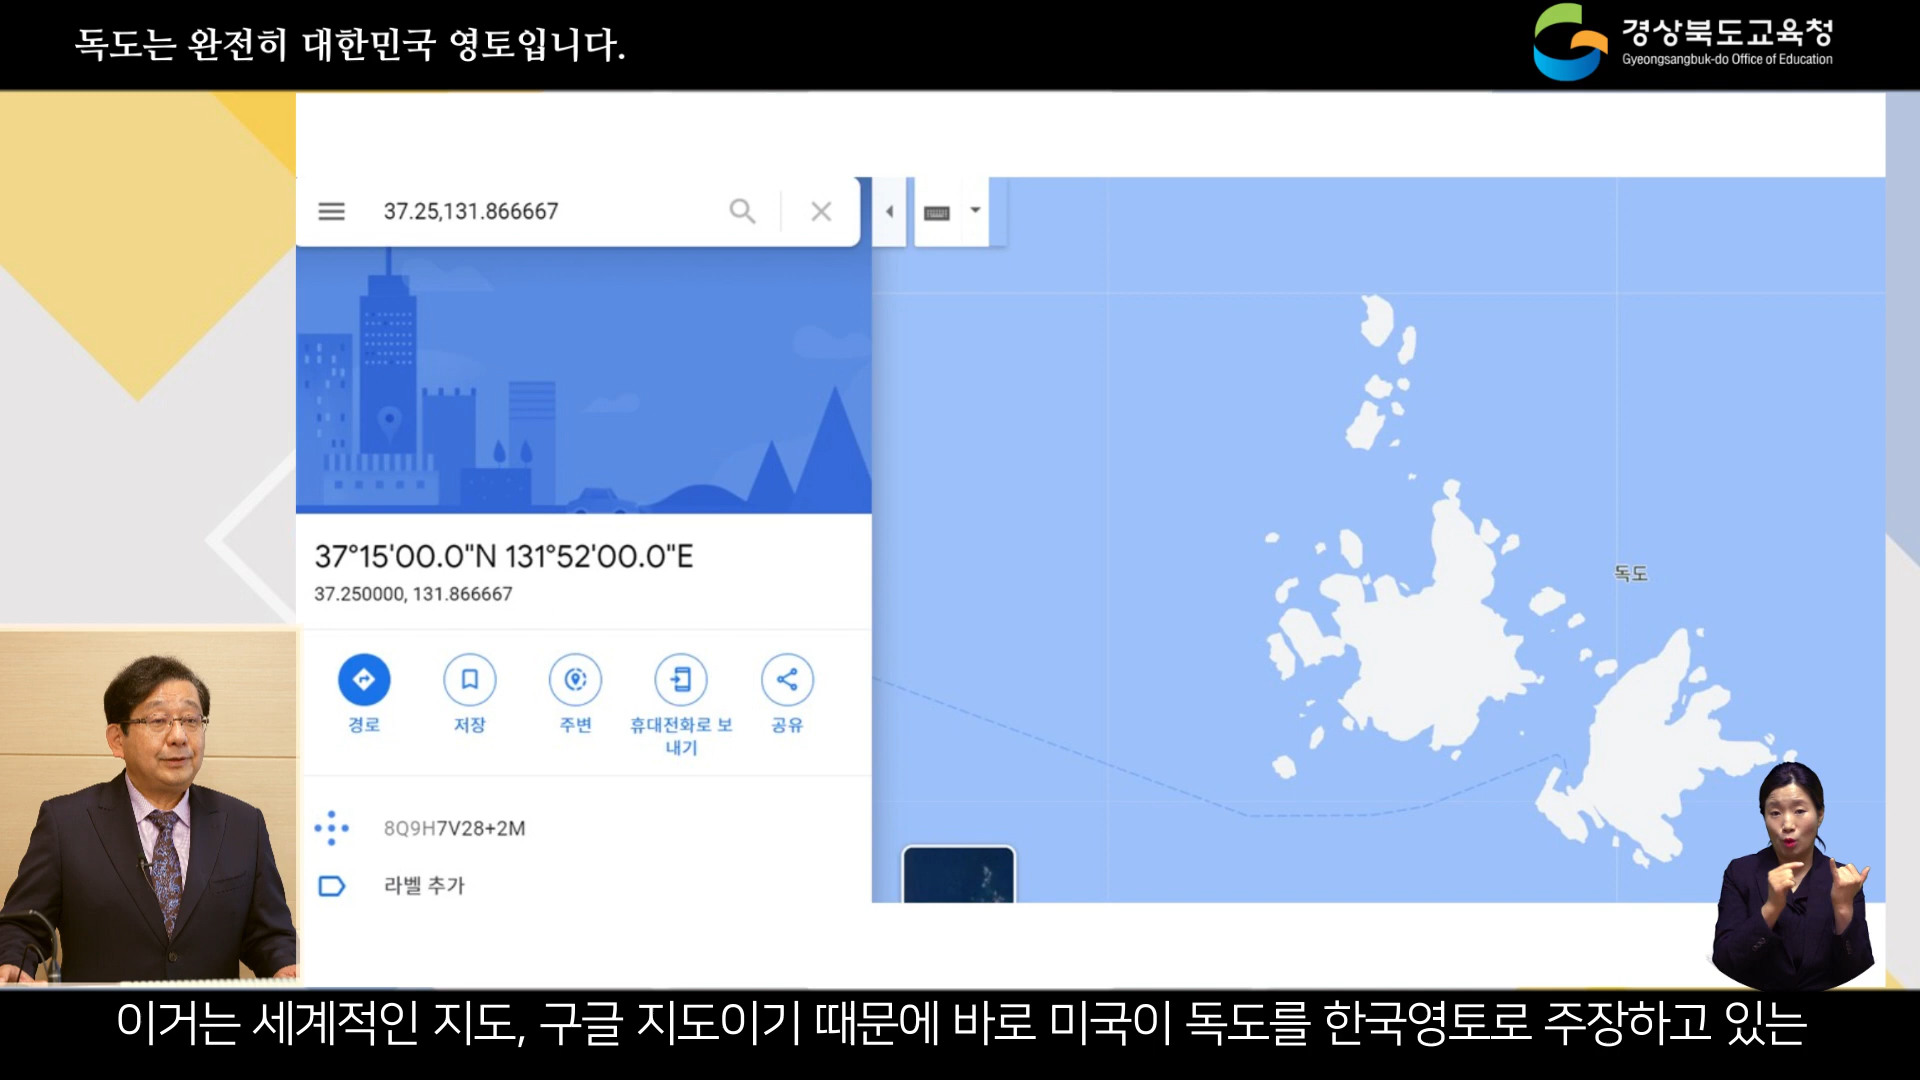 독도는 완전히 대한민국 영토입니다.
경상북도교육청
Gyeongsangbuk-do Office of Education
37.25,131.866667
37°15'00.0"N 131°52'00.0"E
37.250000, 131.866667
경로
저장
주변
휴대전화로 보
내기
공유
8Q9H7V28+2M
라벨 추가
독도
이거는 세계적인 지도, 구글 지도이기 때문에 바로 미국이 독도를 한국영토로 주장하고 있는